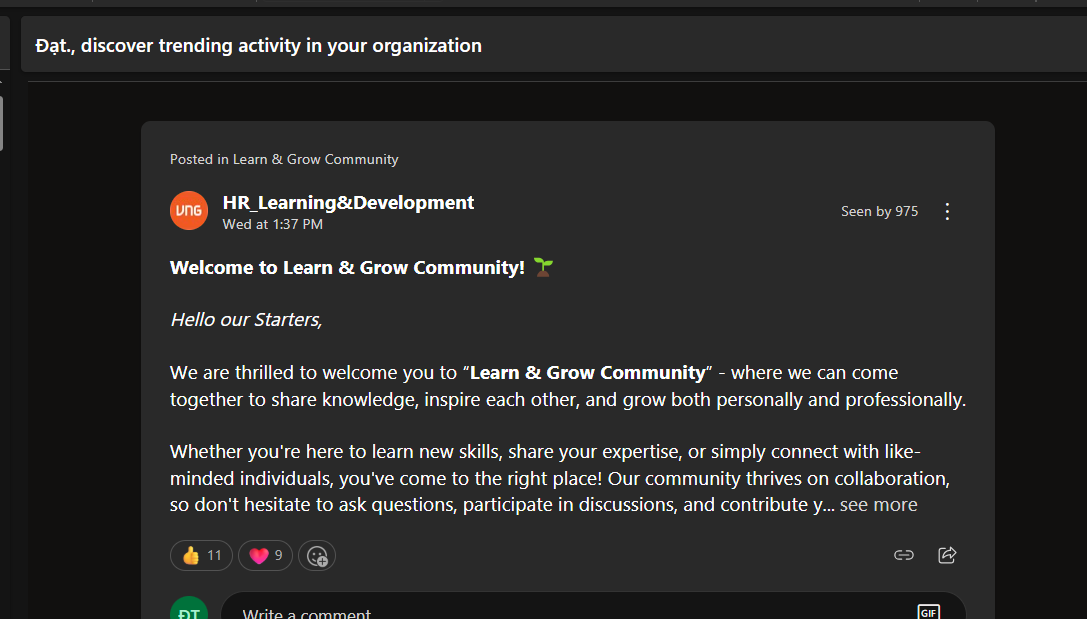 Đạt., discover trending activity in your organization
Posted in Learn & Grow Community
VNG
HR_Learning&Development
Wed at 1:37 PM
Seen by 975
Welcome to Learn & Grow Community! 🌱
Hello our Starters,
We are thrilled to welcome you to “Learn & Grow Community” - where we can come
together to share knowledge, inspire each other, and grow both personally and professionally.
Whether you're here to learn new skills, share your expertise, or simply connect with like-
minded individuals, you've come to the right place! Our community thrives on collaboration,
so don't hesitate to ask questions, participate in discussions, and contribute y... see more
👍 11
❤️ 9
ĐT
Write a comment
GIF